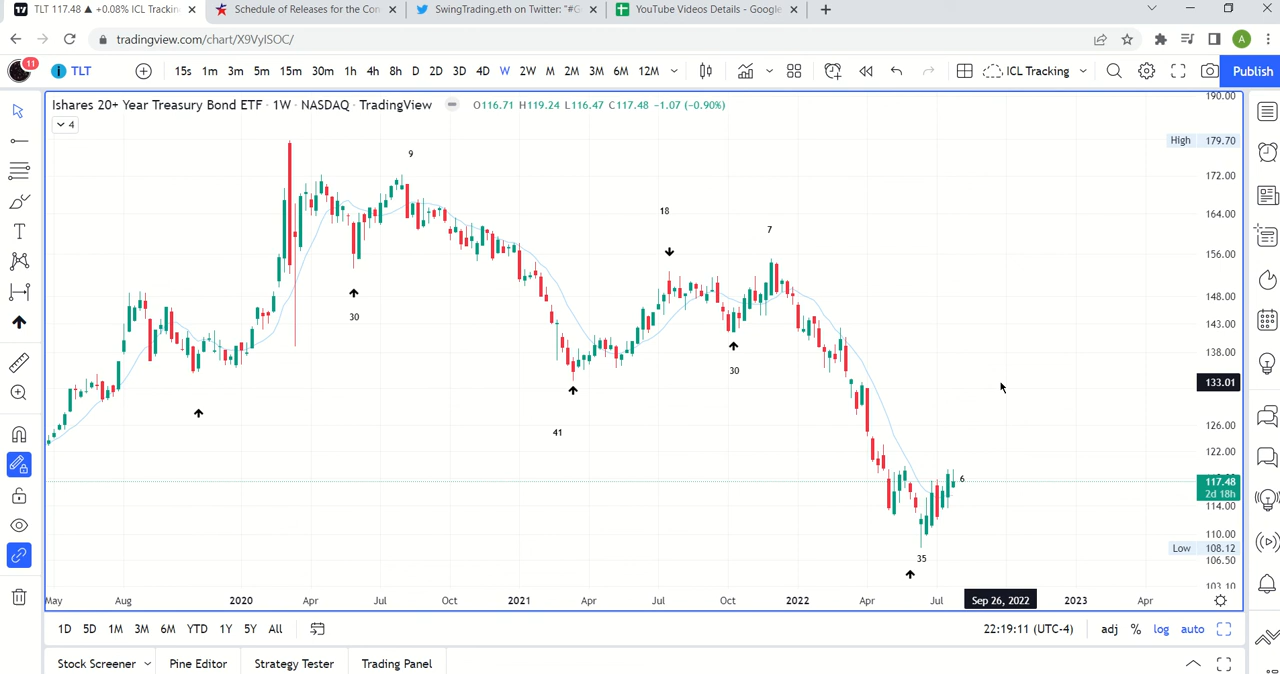 TLT 117.48 ▲ +0.08% ICL Trackin
Schedule of Releases for the Con
SwingTrading.eth on Twitter: "#G
YouTube Videos Details - Google
tradingview.com/chart/X9VyISOC/
A
11
TLT
15s 1m 3m 5m 15m 30m 1h 4h 8h D 2D 3D 4D W 2W M 2M 3M 6M 12M
ICL Tracking
Publish
Ishares 20+ Year Treasury Bond ETF · 1W · NASDAQ · TradingView
O116.71 H119.24 L116.47 C117.48 -1.07 (-0.90%)
4
190.00
High 179.70
9
172.00
18
164.00
7
156.00
148.00
30
143.00
138.00
30
133.01
126.00
41
122.00
6
117.48
2d 18h
114.00
110.00
Low 108.12
35
106.50
103.10
May Aug 2020 Apr Jul Oct 2021 Apr Jul Oct 2022 Apr Jul Sep 26, 2022 2023 Apr
1D 5D 1M 3M 6M YTD 1Y 5Y All
22:19:11 (UTC-4)
adj % log auto
Stock Screener Pine Editor Strategy Tester Trading Panel